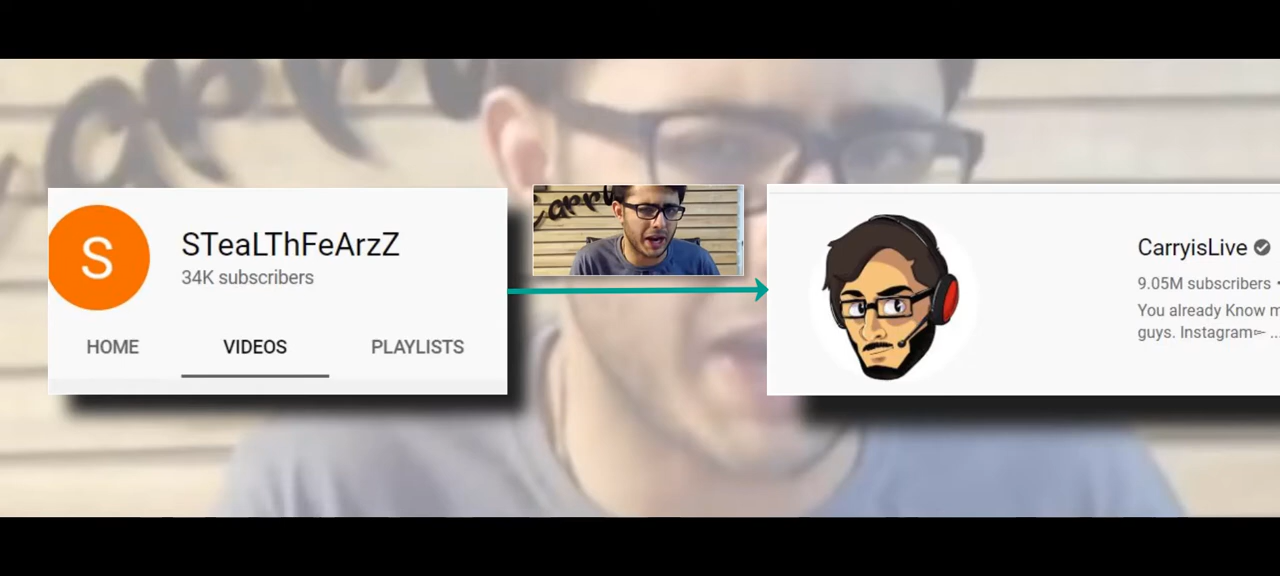 S
STeaLThFeArzZ
34K subscribers
HOME VIDEOS PLAYLISTS
CarryisLive
9.05M subscribers •
You already Know m
guys. Instagram➣ ...